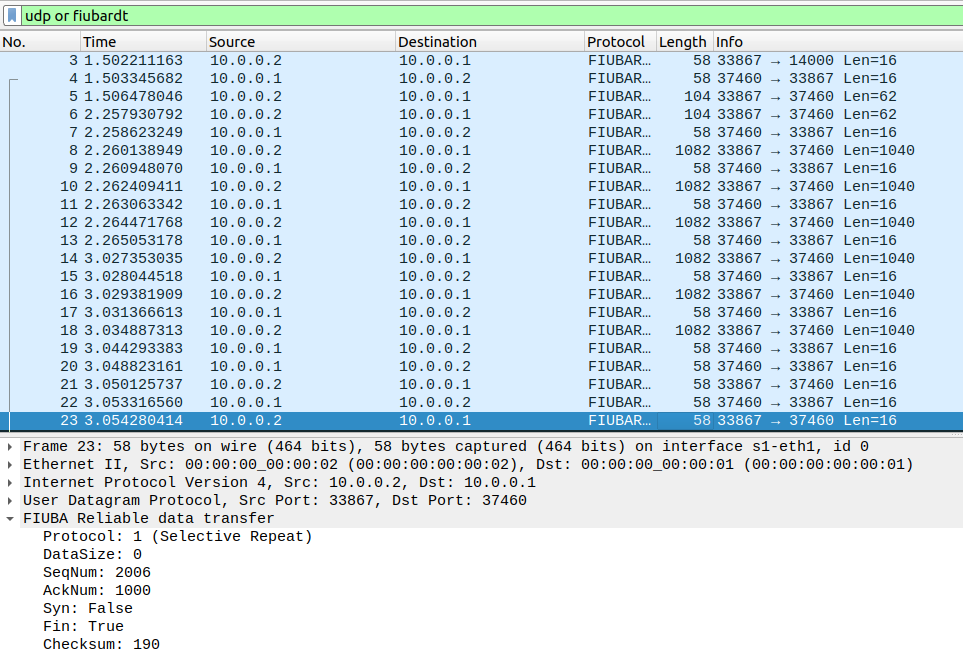 udp or fiubardt
No. Time Source Destination Protocol Length Info
3 1.502211163 10.0.0.2 10.0.0.1 FIUBAR… 58 33867 → 14000 Len=16
4 1.503345682 10.0.0.1 10.0.0.2 FIUBAR… 58 37460 → 33867 Len=16
5 1.506478046 10.0.0.2 10.0.0.1 FIUBAR… 104 33867 → 37460 Len=62
6 2.257930792 10.0.0.2 10.0.0.1 FIUBAR… 104 33867 → 37460 Len=62
7 2.258623249 10.0.0.1 10.0.0.2 FIUBAR… 58 37460 → 33867 Len=16
8 2.260138949 10.0.0.2 10.0.0.1 FIUBAR… 1082 33867 → 37460 Len=1040
9 2.260948070 10.0.0.1 10.0.0.2 FIUBAR… 58 37460 → 33867 Len=16
10 2.262409411 10.0.0.2 10.0.0.1 FIUBAR… 1082 33867 → 37460 Len=1040
11 2.263063342 10.0.0.1 10.0.0.2 FIUBAR… 58 37460 → 33867 Len=16
12 2.264471768 10.0.0.2 10.0.0.1 FIUBAR… 1082 33867 → 37460 Len=1040
13 2.265053178 10.0.0.1 10.0.0.2 FIUBAR… 58 37460 → 33867 Len=16
14 3.027353035 10.0.0.2 10.0.0.1 FIUBAR… 1082 33867 → 37460 Len=1040
15 3.028044518 10.0.0.1 10.0.0.2 FIUBAR… 58 37460 → 33867 Len=16
16 3.029381909 10.0.0.2 10.0.0.1 FIUBAR… 1082 33867 → 37460 Len=1040
17 3.031366613 10.0.0.1 10.0.0.2 FIUBAR… 58 37460 → 33867 Len=16
18 3.034887313 10.0.0.2 10.0.0.1 FIUBAR… 1082 33867 → 37460 Len=1040
19 3.044293383 10.0.0.1 10.0.0.2 FIUBAR… 58 37460 → 33867 Len=16
20 3.048823161 10.0.0.1 10.0.0.2 FIUBAR… 58 37460 → 33867 Len=16
21 3.050125737 10.0.0.2 10.0.0.1 FIUBAR… 58 33867 → 37460 Len=16
22 3.053316560 10.0.0.1 10.0.0.2 FIUBAR… 58 37460 → 33867 Len=16
23 3.054280414 10.0.0.2 10.0.0.1 FIUBAR… 58 33867 → 37460 Len=16
Frame 23: 58 bytes on wire (464 bits), 58 bytes captured (464 bits) on interface s1-eth1, id 0
Ethernet II, Src: 00:00:00_00:00:02 (00:00:00:00:00:02), Dst: 00:00:00_00:00:01 (00:00:00:00:00:01)
Internet Protocol Version 4, Src: 10.0.0.2, Dst: 10.0.0.1
User Datagram Protocol, Src Port: 33867, Dst Port: 37460
FIUBA Reliable data transfer
Protocol: 1 (Selective Repeat)
DataSize: 0
SeqNum: 2006
AckNum: 1000
Syn: False
Fin: True
Checksum: 190